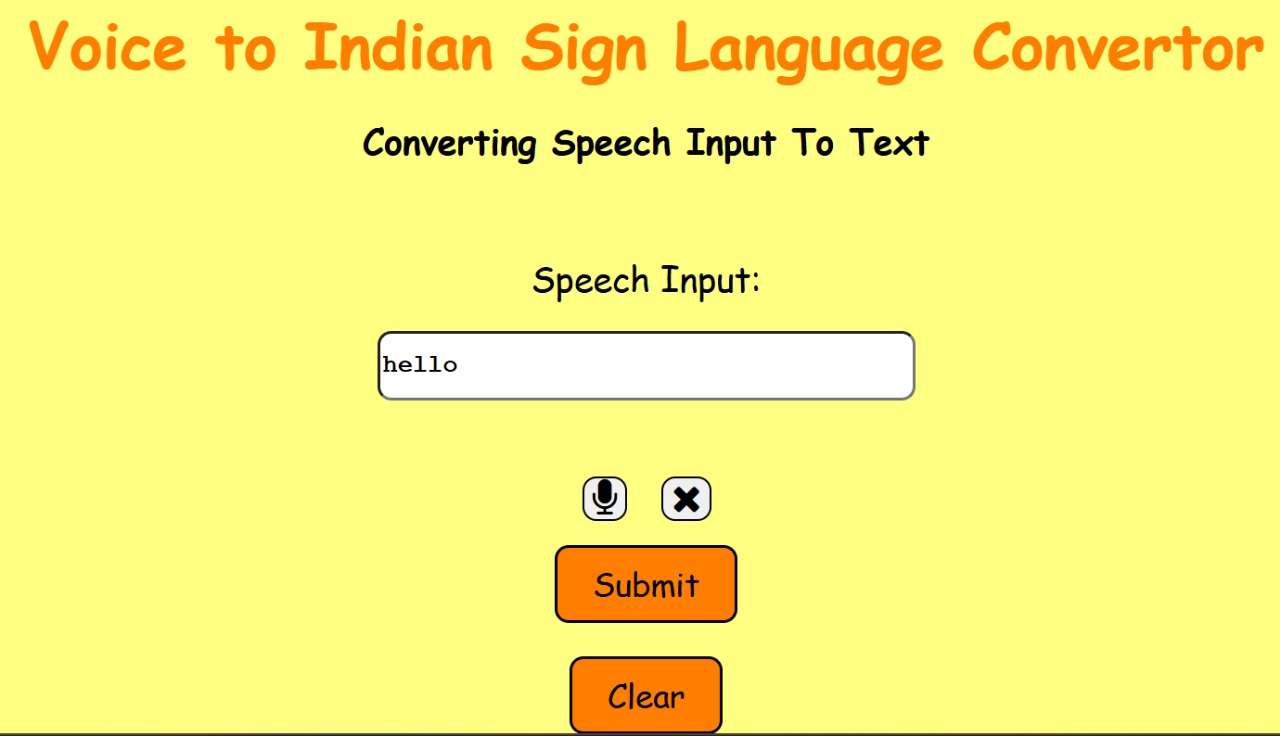 Voice to Indian Sign Language Convertor
Converting Speech Input To Text
Speech Input:
hello
Submit
Clear